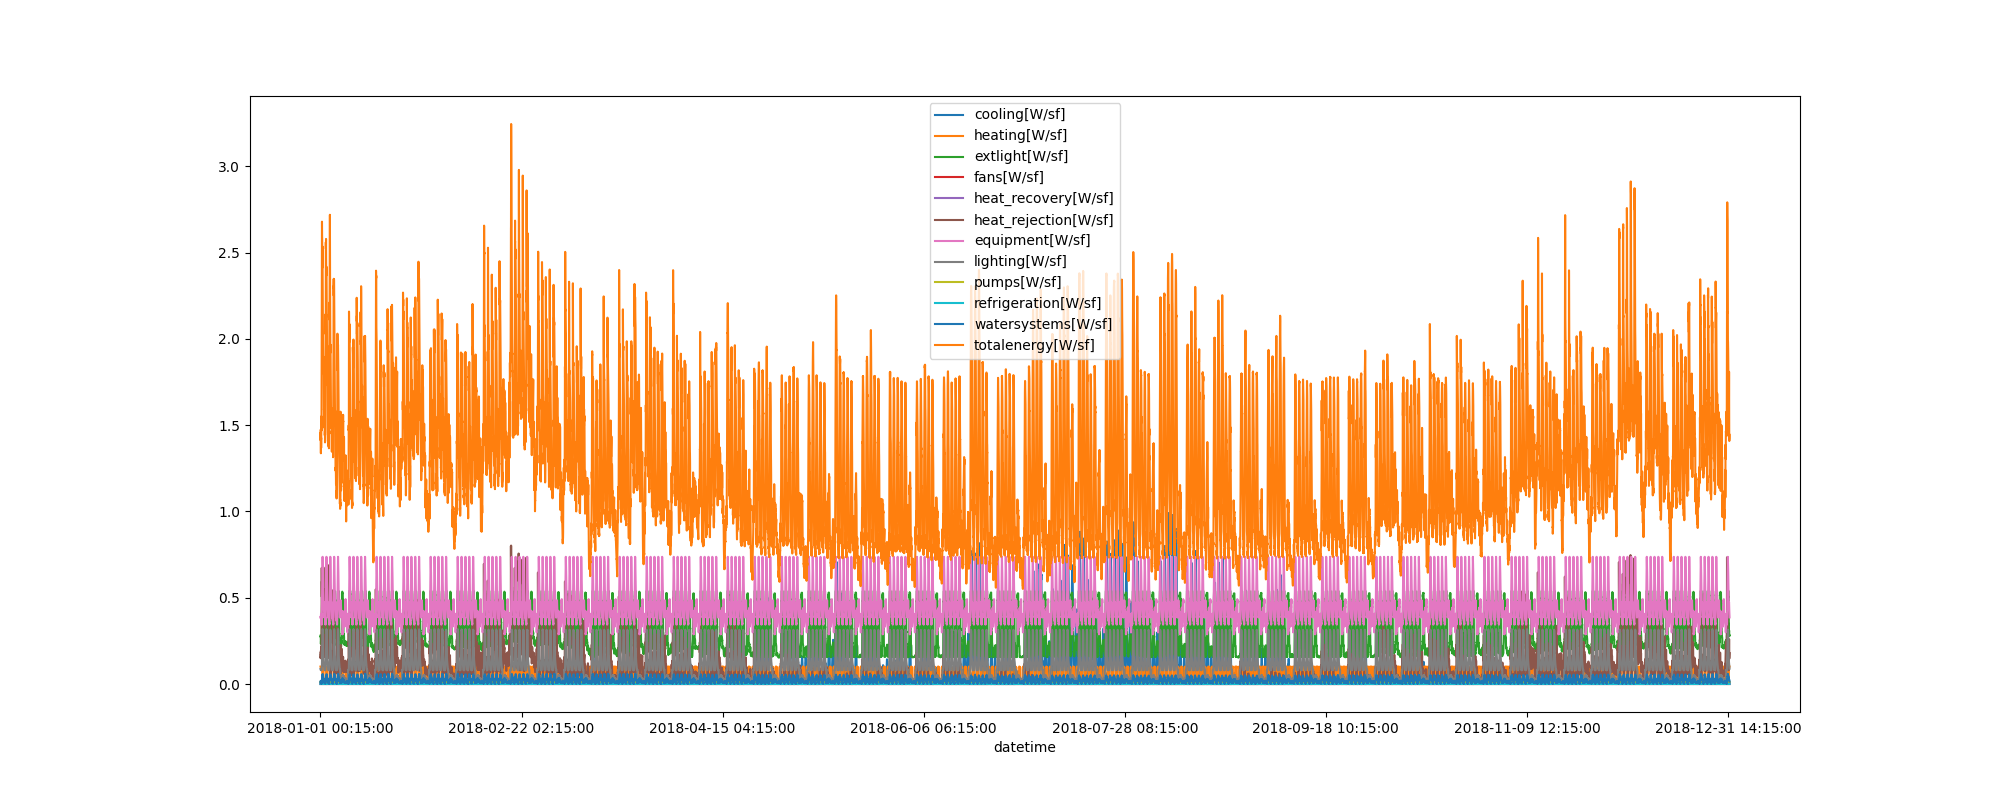 cooling[W/sf]
heating[W/sf]
extlight[W/sf]
fans[W/sf]
heat_recovery[W/sf]
heat_rejection[W/sf]
equipment[W/sf]
lighting[W/sf]
pumps[W/sf]
refrigeration[W/sf]
watersystems[W/sf]
totalenergy[W/sf]
3.0
2.5
2.0
1.5
1.0
0.5
0.0
2018-01-01 00:15:00 2018-02-22 02:15:00 2018-04-15 04:15:00 2018-06-06 06:15:00 2018-07-28 08:15:00 2018-09-18 10:15:00 2018-11-09 12:15:00 2018-12-31 14:15:00
datetime